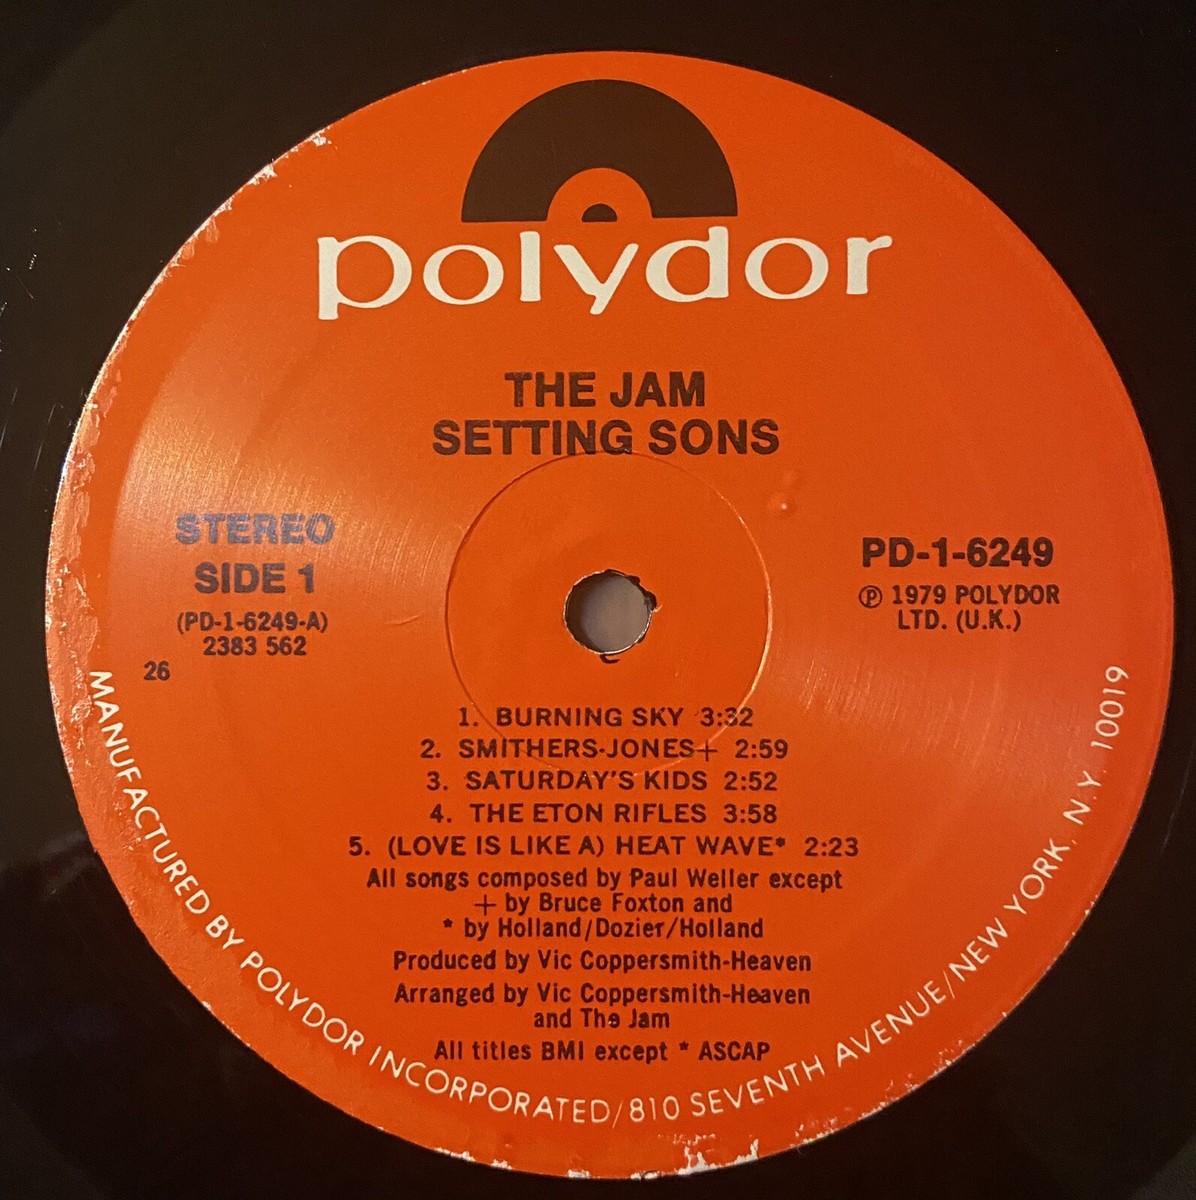 polydor
THE JAM
SETTING SONS
STEREO
SIDE 1
(PD-1-6249-A)
2383 562
26
PD-1-6249
℗ 1979 POLYDOR
LTD. (U.K.)
1. BURNING SKY 3:32
2. SMITHERS-JONES+ 2:59
3. SATURDAY'S KIDS 2:52
4. THE ETON RIFLES 3:58
5. (LOVE IS LIKE A) HEAT WAVE* 2:23
All songs composed by Paul Weller except
+ by Bruce Foxton and
* by Holland/Dozier/Holland
Produced by Vic Coppersmith-Heaven
Arranged by Vic Coppersmith-Heaven
and The Jam
All titles BMI except * ASCAP
MANUFACTURED BY POLYDOR INCORPORATED/810 SEVENTH AVENUE/NEW YORK, N.Y. 10019